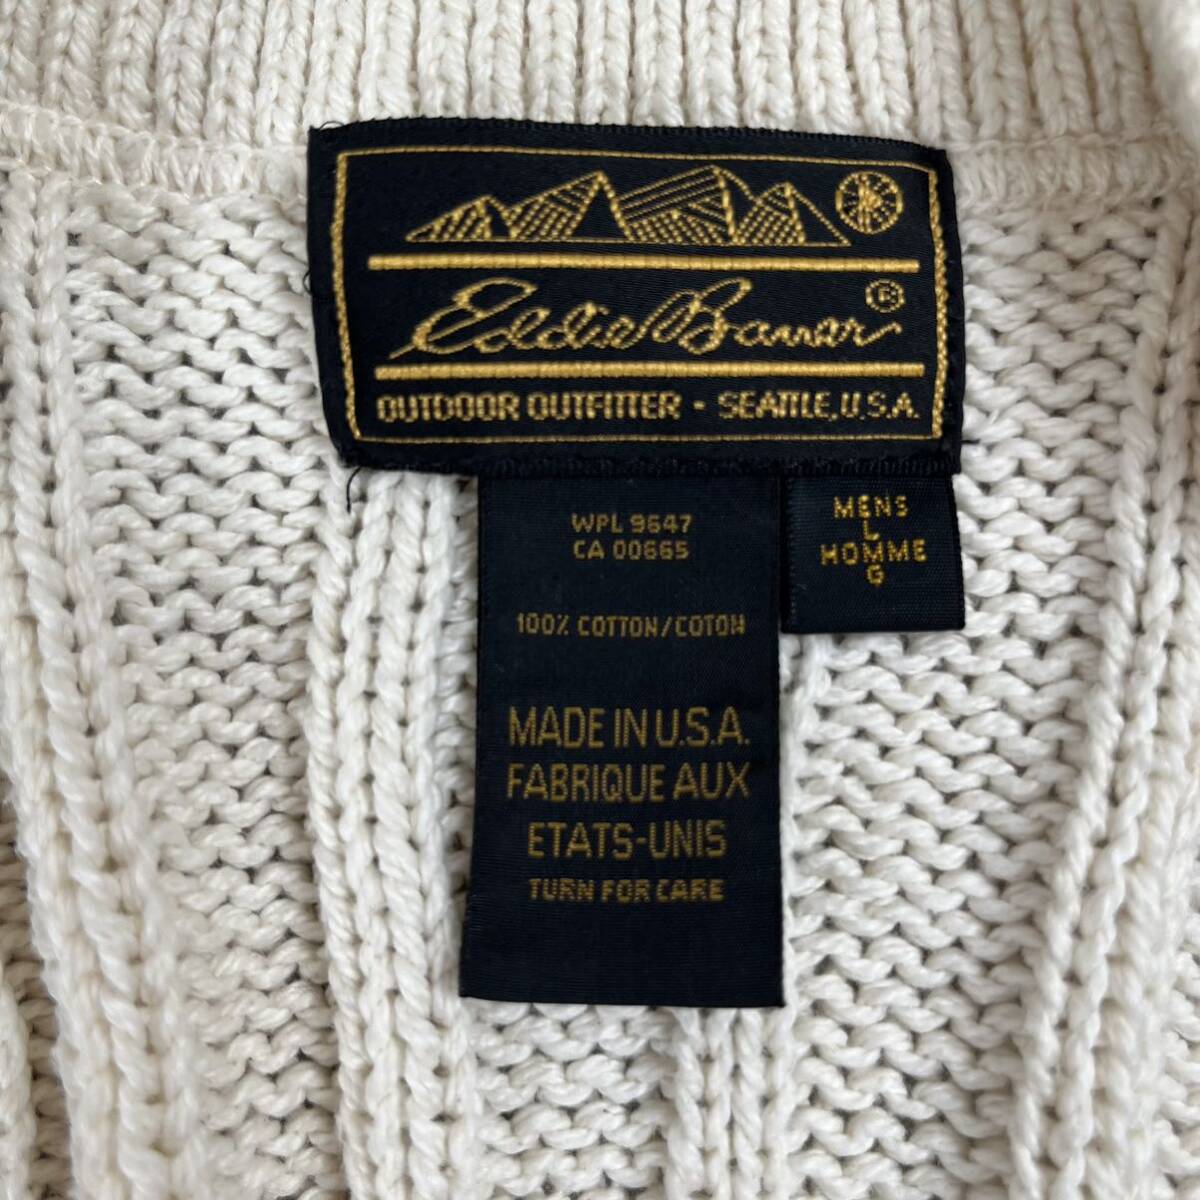 Eddie Bauer®
OUTDOOR OUTFITTER - SEATTLE, U.S.A.
WPL 9647
CA 00665
100% COTTON/COTON
MADE IN U.S.A.
FABRIQUE AUX
ETATS-UNIS
TURN FOR CARE
MENS
L
HOMME
G